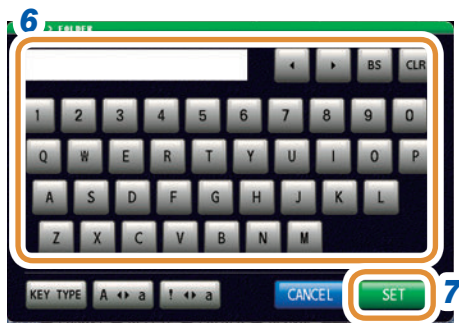 6
> FOLDER
◄ ► BS CLR
1 2 3 4 5 6 7 8 9 0
Q W E R T Y U I O P
A S D F G H J K L
Z X C V B N M
KEY TYPE A ◄► a ! ◄► a CANCEL SET 7